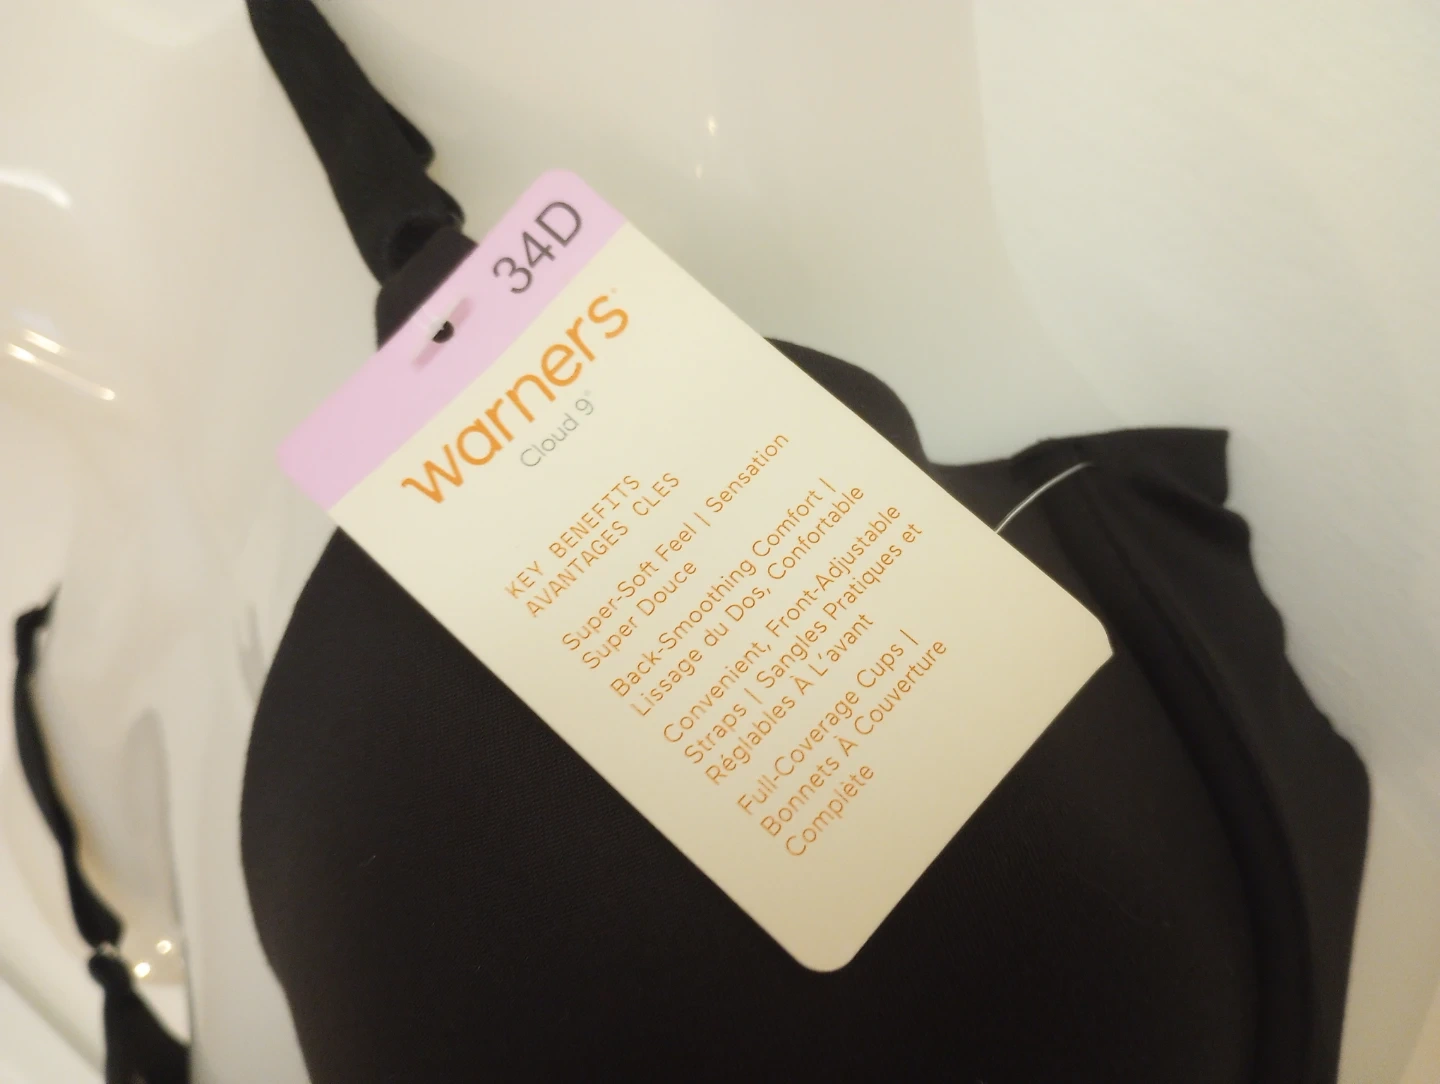 34D
warners®
Cloud 9®
KEY BENEFITS
AVANTAGES CLES
Super-Soft Feel | Sensation
Super Douce
Back-Smoothing Comfort |
Lissage du Dos, Confortable
Convenient, Front-Adjustable
Straps | Sangles Pratiques et
Réglables À L'avant
Full-Coverage Cups |
Bonnets À Couverture
Complète